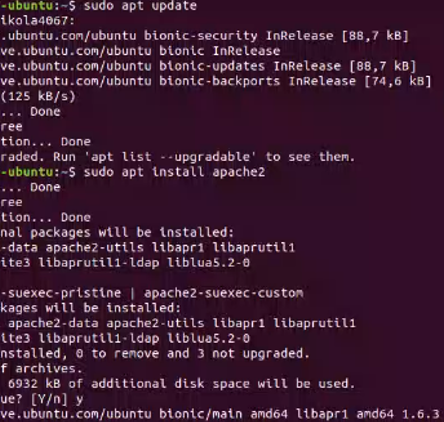 -ubuntu:~$ sudo apt update
ikola4067:
.ubuntu.com/ubuntu bionic-security InRelease [88,7 kB]
ve.ubuntu.com/ubuntu bionic InRelease
ve.ubuntu.com/ubuntu bionic-updates InRelease [88,7 kB]
ve.ubuntu.com/ubuntu bionic-backports InRelease [74,6 kB]
(125 kB/s)
... Done
ree
tion... Done
raded. Run 'apt list --upgradable' to see them.
-ubuntu:~$ sudo apt install apache2
... Done
ree
tion... Done
nal packages will be installed:
-data apache2-utils libapr1 libaprutil1
ite3 libaprutil1-ldap liblua5.2-0
-suexec-pristine | apache2-suexec-custom
kages will be installed:
apache2-data apache2-utils libapr1 libaprutil1
ite3 libaprutil1-ldap liblua5.2-0
nstalled, 0 to remove and 3 not upgraded.
f archives.
6932 kB of additional disk space will be used.
ue? [Y/n] y
ve.ubuntu.com/ubuntu bionic/main amd64 libapr1 amd64 1.6.3